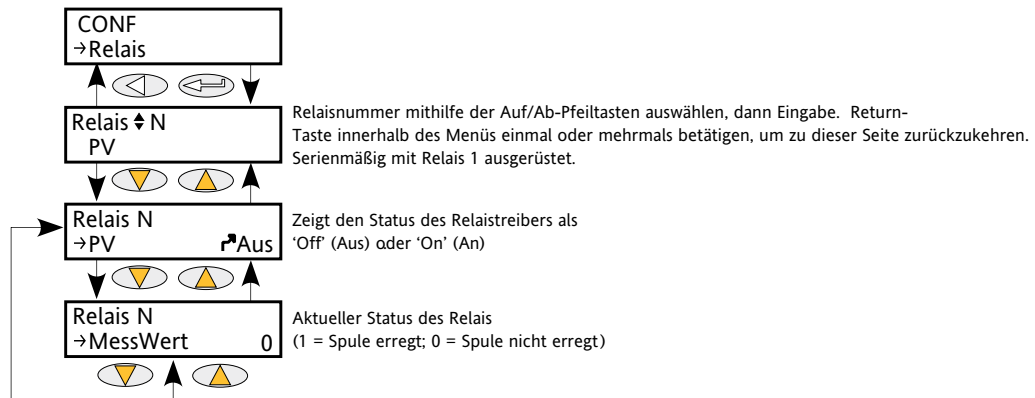 CONF
→Relais
Relais♦N
PV
Relaisnummer mithilfe der Auf/Ab-Pfeiltasten auswählen, dann Eingabe. Return-
Taste innerhalb des Menüs einmal oder mehrmals betätigen, um zu dieser Seite zurückzukehren.
Serienmäßig mit Relais 1 ausgerüstet.
Relais N
→PV Aus
Zeigt den Status des Relaistreibers als
‘Off’ (Aus) αder ‘On’ (An)
Relais N
→MessWert 0
Aktueller Status des Relais
(1 = Spule erregt; 0 = Spule nicht erregt)